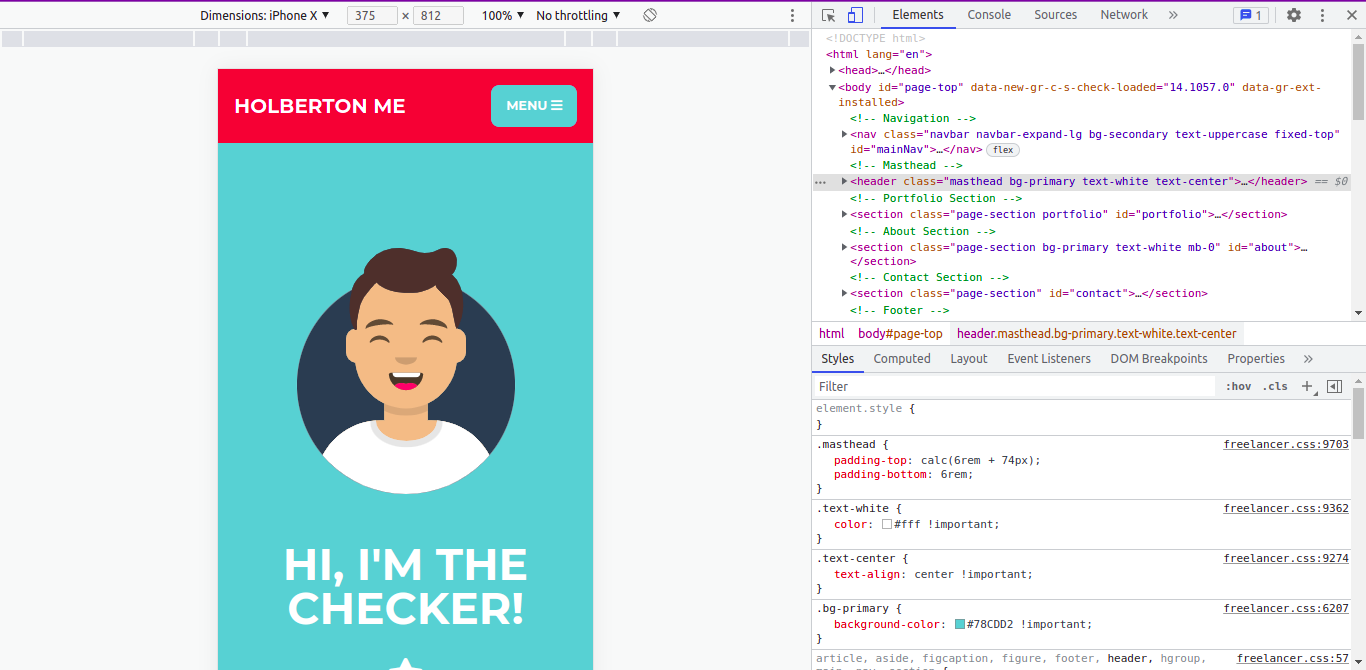 Dimensions: iPhone X ▼ 375 × 812 100% ▼ No throttling ▼
HOLBERTON ME
MENU ☰
HI, I'M THE
CHECKER!
Elements Console Sources Network » 1
<!DOCTYPE html>
<html lang="en">
<head>…</head>
<body id="page-top" data-new-gr-c-s-check-loaded="14.1057.0" data-gr-ext-
installed>
<!-- Navigation -->
<nav class="navbar navbar-expand-lg bg-secondary text-uppercase fixed-top"
id="mainNav">…</nav> flex
<!-- Masthead -->
<header class="masthead bg-primary text-white text-center">…</header> == $0
<!-- Portfolio Section -->
<section class="page-section portfolio" id="portfolio">…</section>
<!-- About Section -->
<section class="page-section bg-primary text-white mb-0" id="about">…
</section>
<!-- Contact Section -->
<section class="page-section" id="contact">…</section>
<!-- Footer -->
html body#page-top header.masthead.bg-primary.text-white.text-center
Styles Computed Layout Event Listeners DOM Breakpoints Properties »
Filter :hov .cls +
element.style {
}
.masthead { freelancer.css:9703
padding-top: calc(6rem + 74px);
padding-bottom: 6rem;
}
.text-white { freelancer.css:9362
color: #fff !important;
}
.text-center { freelancer.css:9274
text-align: center !important;
}
.bg-primary { freelancer.css:6207
background-color: #78CDD2 !important;
}
article, aside, figcaption, figure, footer, header, hgroup, freelancer.css:57